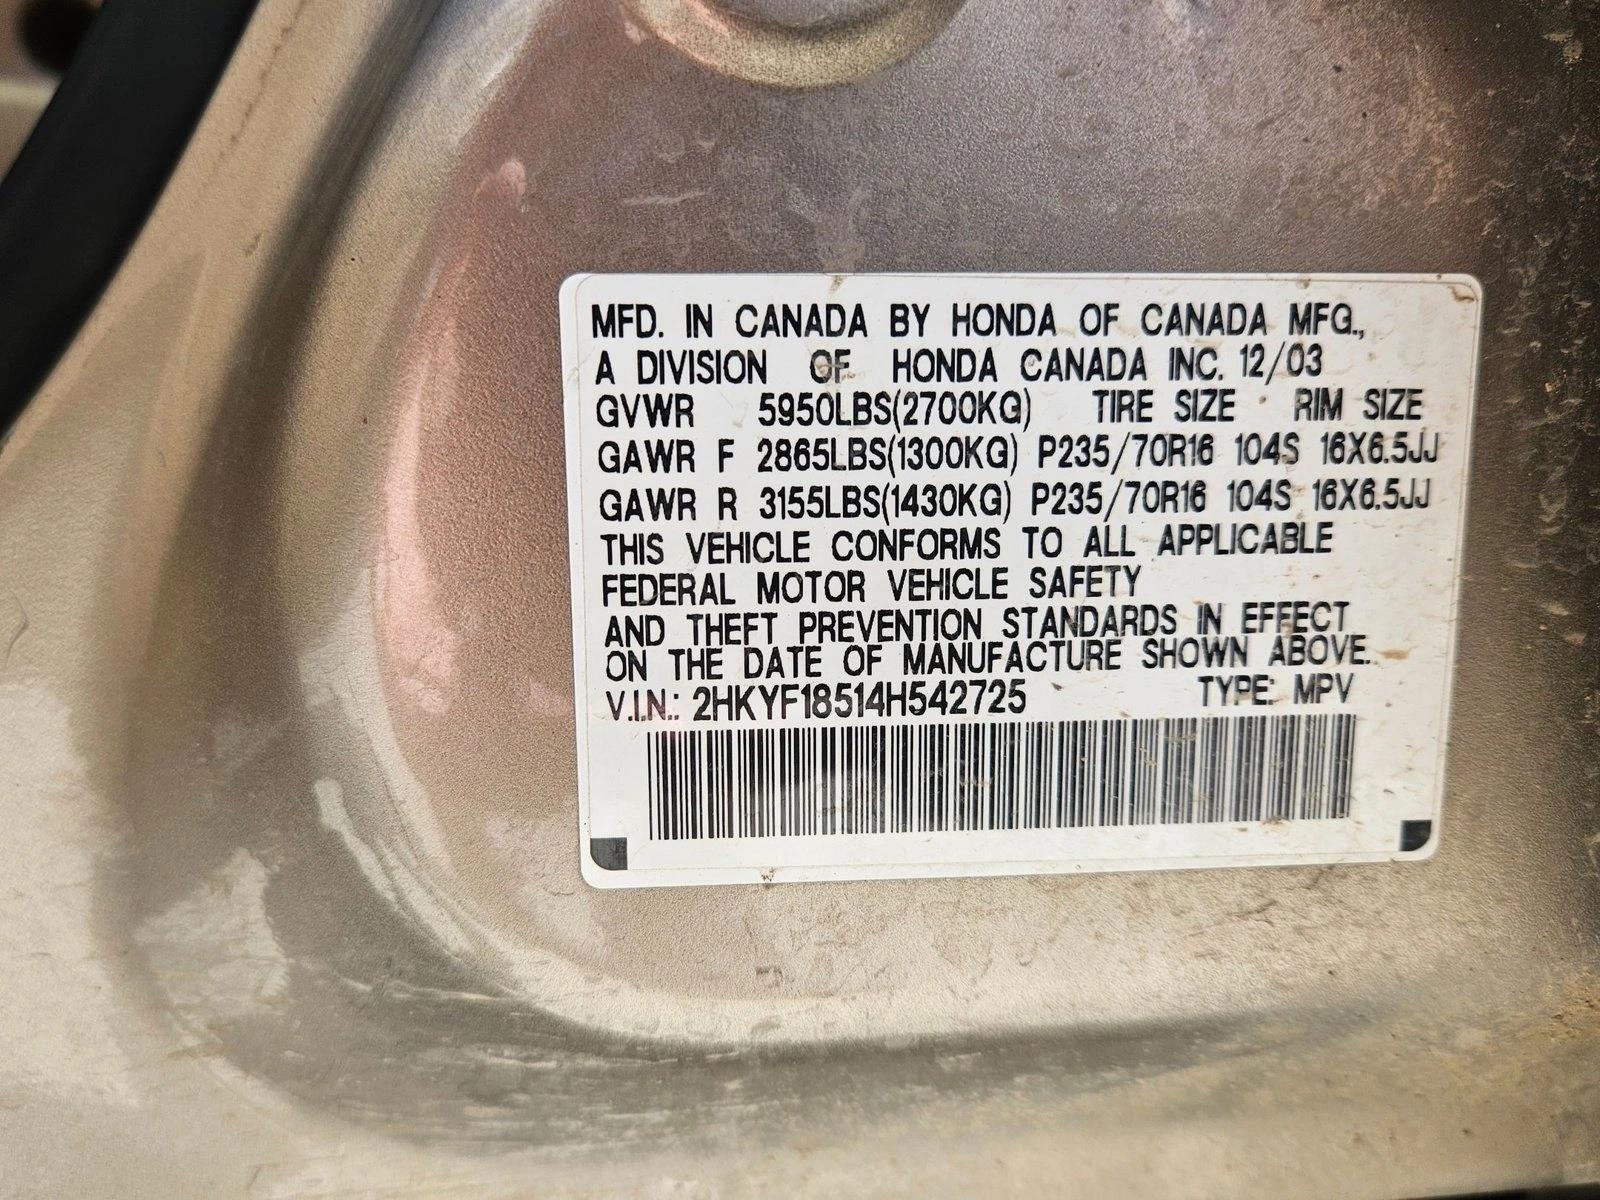 MFD. IN CANADA BY HONDA OF CANADA MFG.,
A DIVISION OF HONDA CANADA INC. 12/03
GVWR 5950LBS(2700KG) TIRE SIZE RIM SIZE
GAWR F 2865LBS(1300KG) P235/70R16 104S 16X6.5JJ
GAWR R 3155LBS(1430KG) P235/70R16 104S 16X6.5JJ
THIS VEHICLE CONFORMS TO ALL APPLICABLE
FEDERAL MOTOR VEHICLE SAFETY
AND THEFT PREVENTION STANDARDS IN EFFECT
ON THE DATE OF MANUFACTURE SHOWN ABOVE.
V.I.N.: 2HKYF18514H542725 TYPE: MPV